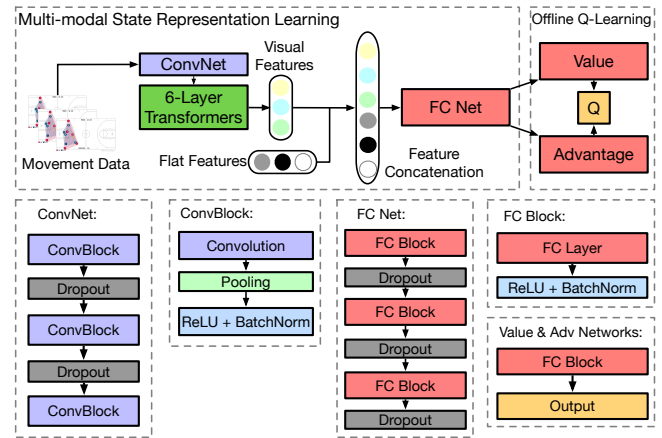 Multi-modal State Representation Learning
Offline Q-Learning
ConvNet
Visual
Features
6-Layer
Transformers
Movement Data
Flat Features
Feature
Concatenation
FC Net
Value
Q
Advantage
ConvNet:
ConvBlock
Dropout
ConvBlock
Dropout
ConvBlock
ConvBlock:
Convolution
Pooling
ReLU + BatchNorm
FC Net:
FC Block
Dropout
FC Block
Dropout
FC Block
Dropout
FC Block:
FC Layer
ReLU + BatchNorm
Value & Adv Networks:
FC Block
Output